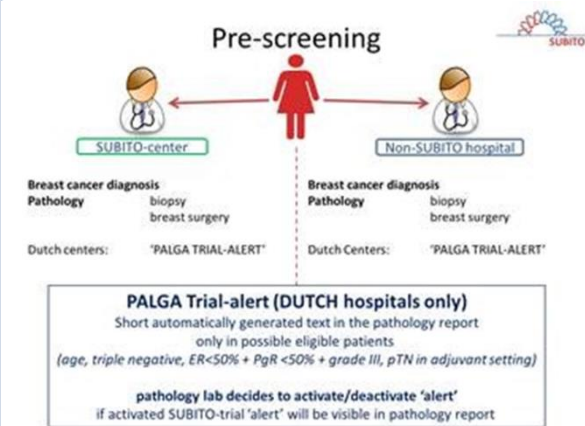 Pre-screening
SUBITO
SUBITO-center
Non-SUBITO hospital
Breast cancer diagnosis
Pathology biopsy
breast surgery
Dutch centers: 'PALGA TRIAL-ALERT'
Breast cancer diagnosis
Pathology biopsy
breast surgery
Dutch Centers: 'PALGA TRIAL-ALERT'
PALGA Trial-alert (DUTCH hospitals only)
Short automatically generated text in the pathology report
only in possible eligible patients
(age, triple negative, ER<50% + PgR <50% + grade III, pTN in adjuvant setting)
pathology lab decides to activate/deactivate 'alert'
if activated SUBITO-trial 'alert' will be visible in pathology report